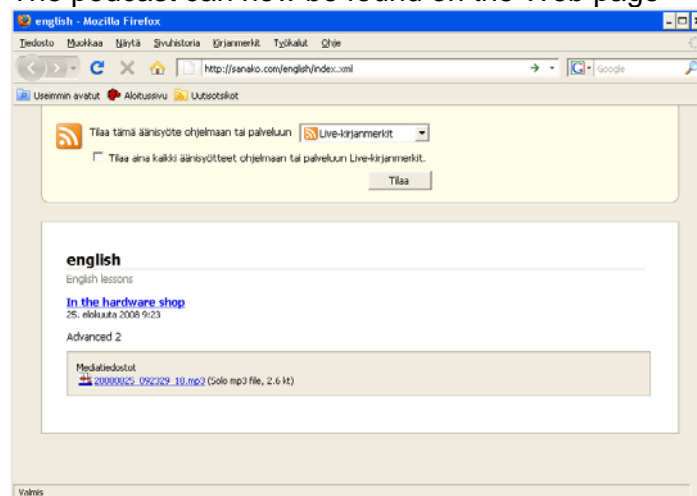 The podcast can now be found on the Web page
english - Mozilla Firefox
Tiedosto Muokkaa Näytä Sivuhistoria Kirjanmerkit Työkalut Ohje
http://sanako.com/english/index.xml Google
Useimmin avatut Aloitussivu Uutisotsikot
Tilaa tämä äänisyöte ohjelmaan tai palveluun Live-kirjanmerkit
Tilaa aina kaikki äänisyötteet ohjelmaan tai palveluun Live-kirjanmerkit.
Tilaa
english
English lessons
In the hardware shop
25. elokuuta 2008 9:23
Advanced 2
Mediatiedostot
20080825_092329_18.mp3 (Solo mp3 file, 2.6 kt)
Valmis